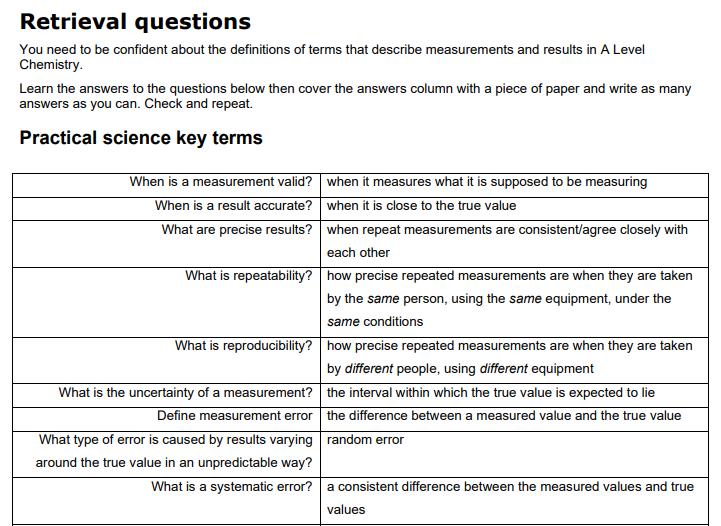 Retrieval questions
You need to be confident about the definitions of terms that describe measurements and results in A Level
Chemistry.
Learn the answers to the questions below then cover the answers column with a piece of paper and write as many
answers as you can. Check and repeat.
Practical science key terms
When is a measurement valid? when it measures what it is supposed to be measuring
When is a result accurate? when it is close to the true value
What are precise results? when repeat measurements are consistent/agree closely with
each other
What is repeatability? how precise repeated measurements are when they are taken
by the same person, using the same equipment, under the
same conditions
What is reproducibility? how precise repeated measurements are when they are taken
by different people, using different equipment
What is the uncertainty of a measurement? the interval within which the true value is expected to lie
Define measurement error the difference between a measured value and the true value
What type of error is caused by results varying
around the true value in an unpredictable way?
random error
What is a systematic error? a consistent difference between the measured values and true
values